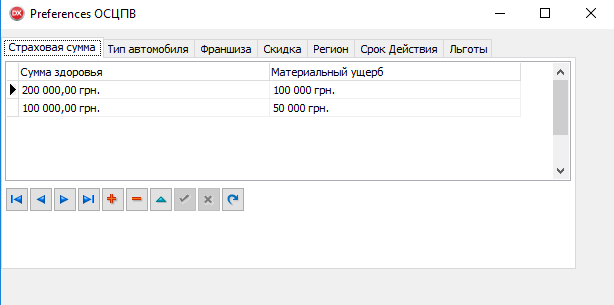 DX Preferences ОСЦПВ
Страховая сумма Тип автомобиля Франшиза Скидка Регион Срок Действия Льготы
Сумма здоровья Материальный ущерб
200 000,00 грн. 100 000 грн.
100 000,00 грн. 50 000 грн.